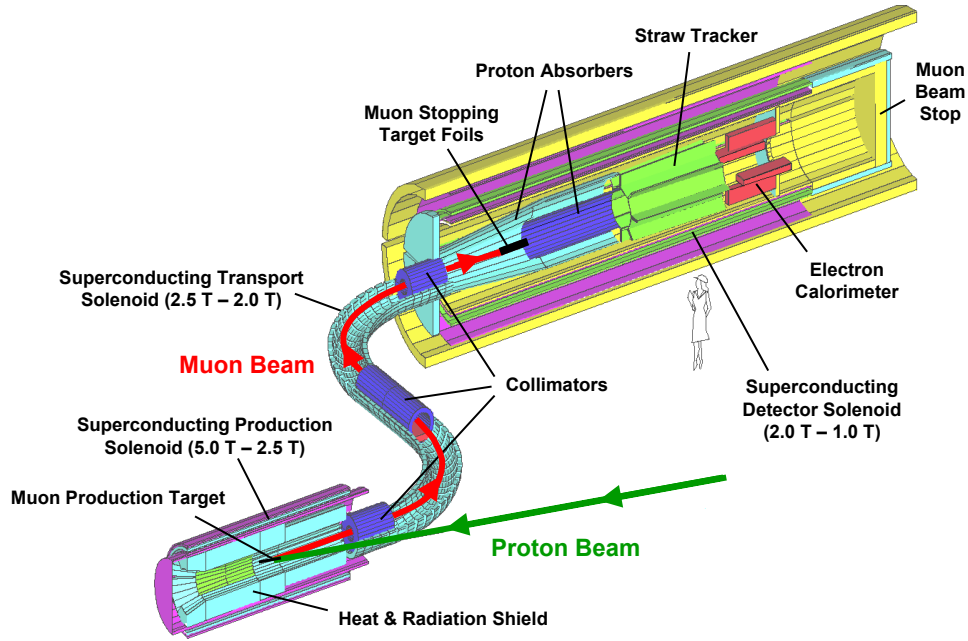 Straw Tracker
Proton Absorbers
Muon
Beam
Stop
Muon Stopping
Target Foils
Superconducting Transport
Solenoid (2.5 T – 2.0 T)
Electron
Calorimeter
Muon Beam
Collimators
Superconducting
Detector Solenoid
(2.0 T – 1.0 T)
Superconducting Production
Solenoid (5.0 T – 2.5 T)
Muon Production Target
Proton Beam
Heat & Radiation Shield